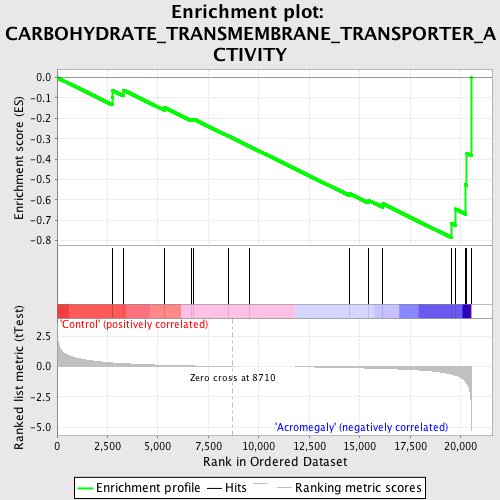 Enrichment plot:
CARBOHYDRATE_TRANSMEMBRANE_TRANSPORTER_A
CTIVITY
Enrichment score (ES)
0.0
-0.1
-0.2
-0.3
-0.4
-0.5
-0.6
-0.7
-0.8
'Control' (positively correlated)
Ranked list metric (tTest)
2.5
0.0
-2.5
-5.0
Zero cross at 8710
'Acromegaly' (negatively correlated)
0
2,500
5,000
7,500
10,000
12,500
15,000
17,500
20,000
Rank in Ordered Dataset
Enrichment profile
Hits
Ranking metric scores